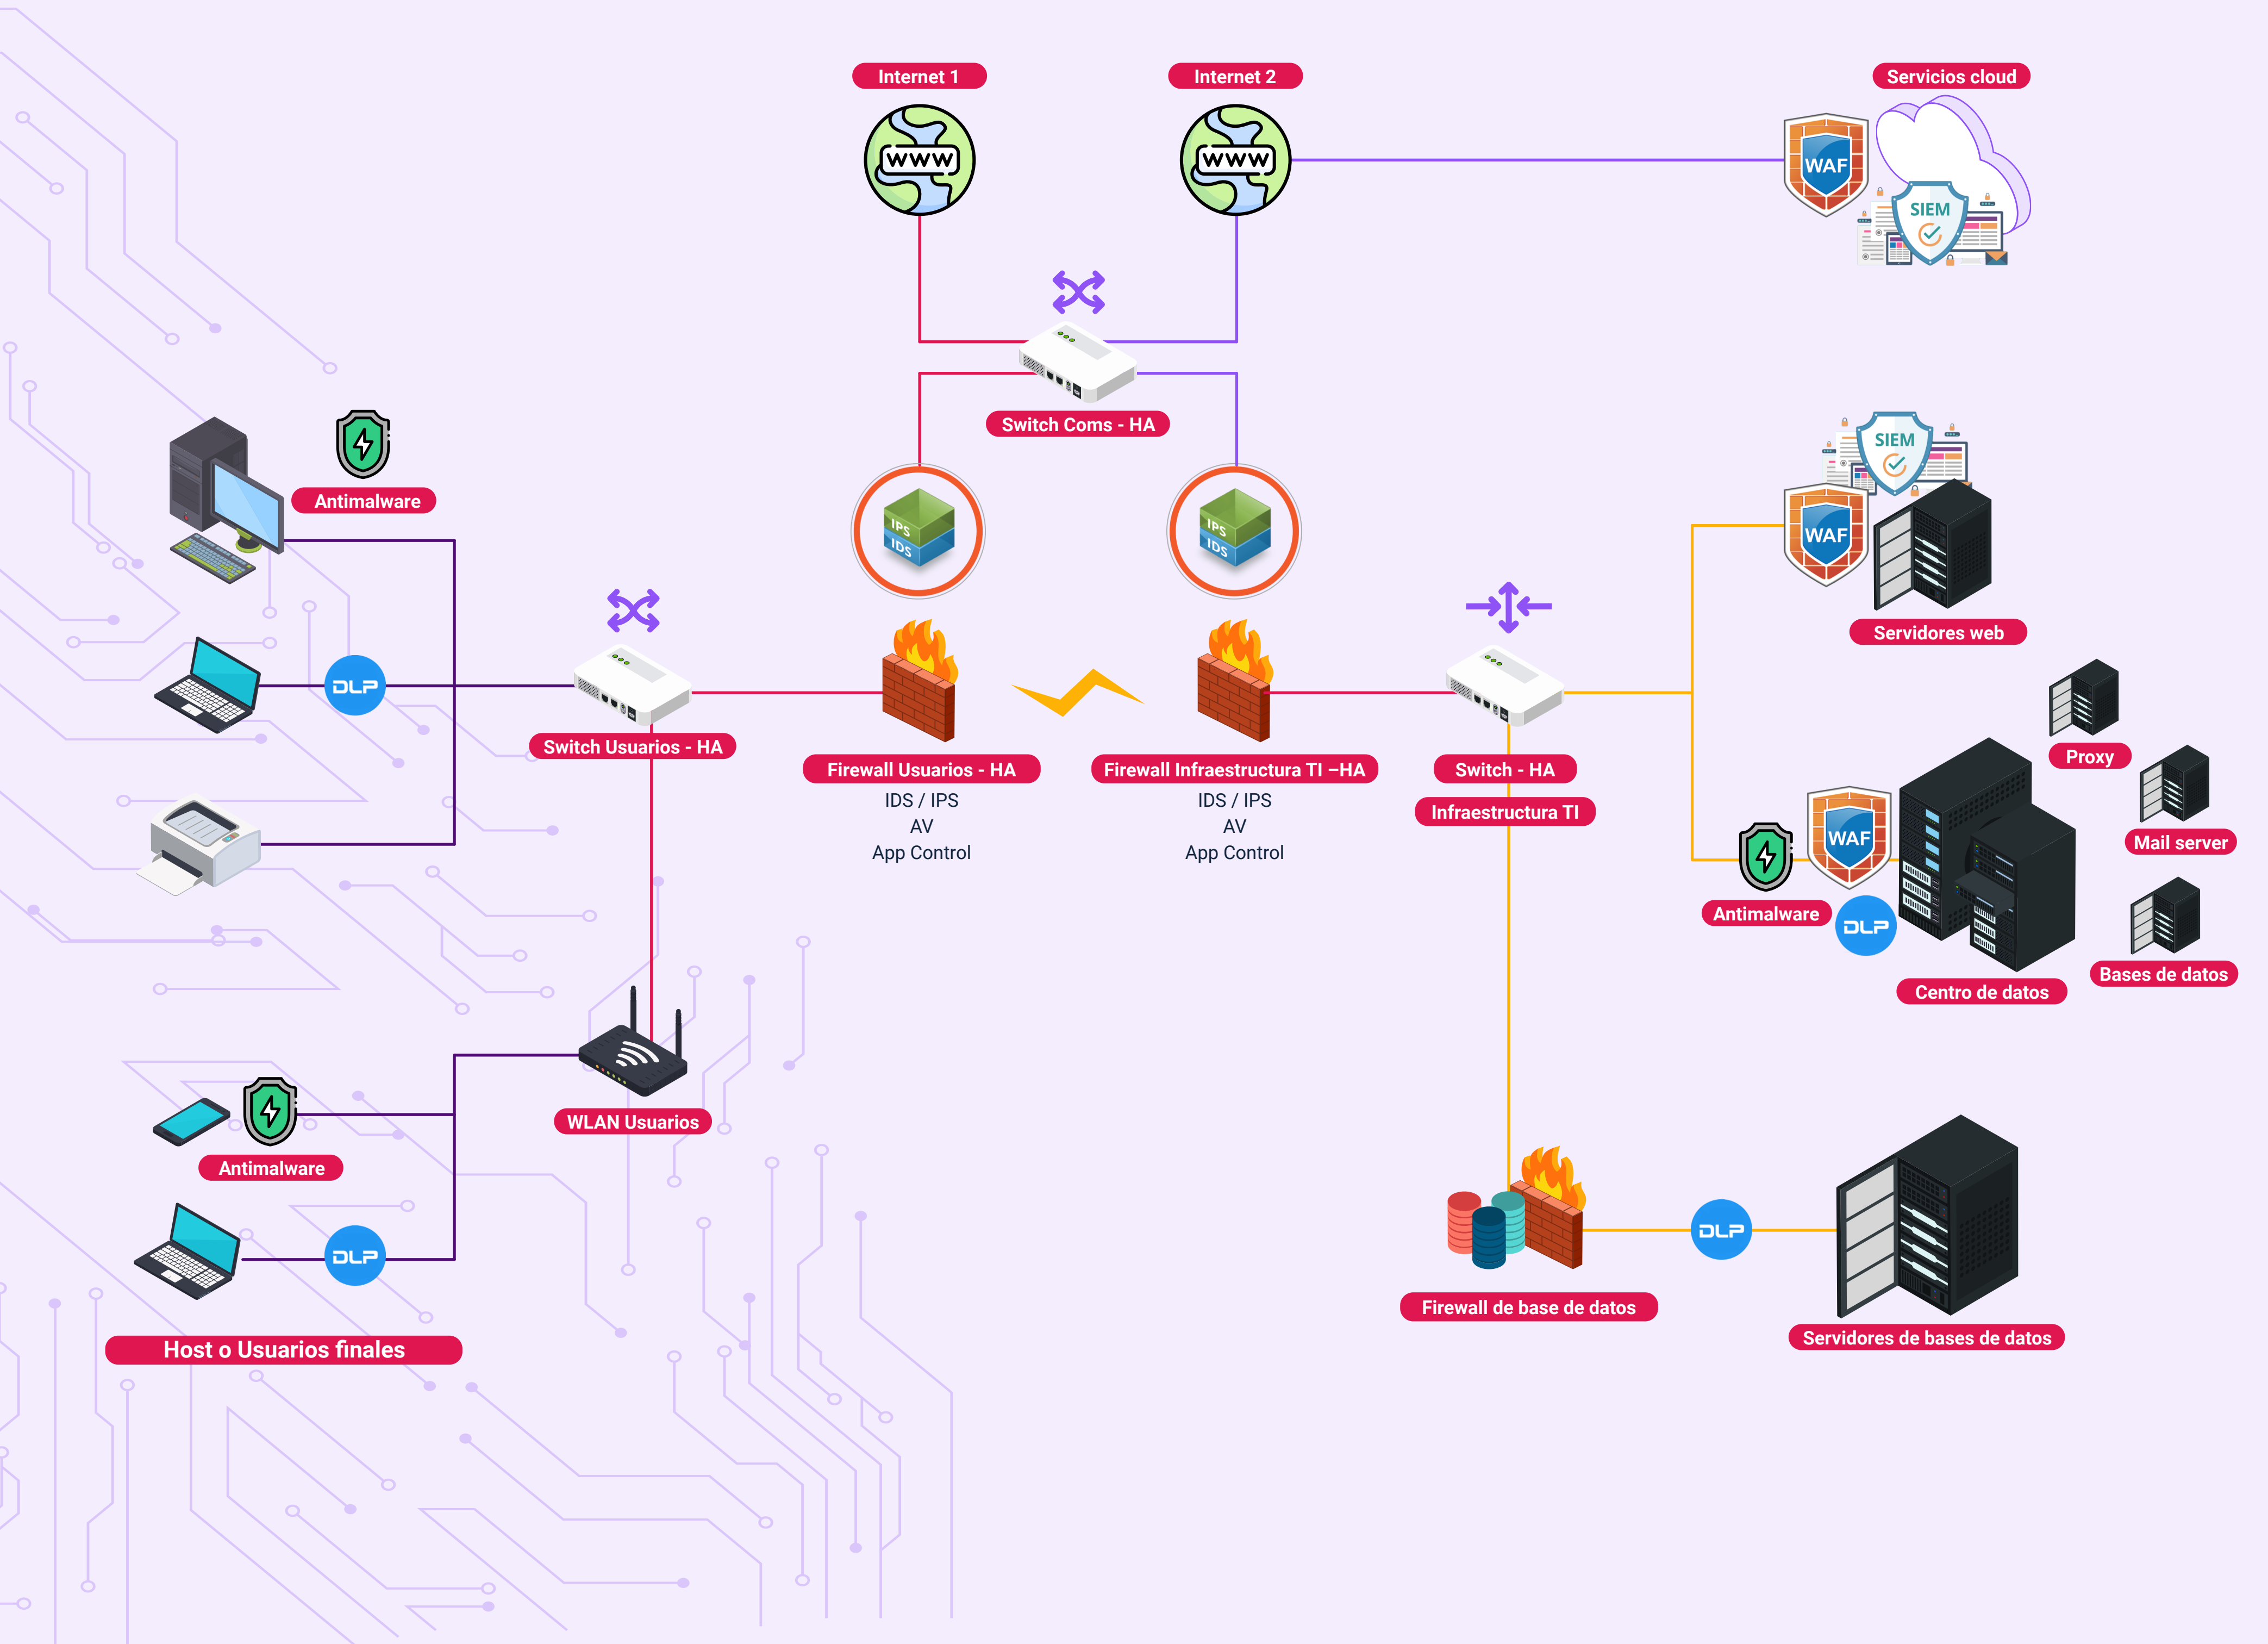 Internet 1
Internet 2
Servicios cloud
WWW
WWW
WAF
SIEM
Switch Coms - HA
SIEM
Antimalware
IPS
IDS
IPS
IDS
WAF
Servidores web
DLP
Switch Usuarios - HA
Firewall Usuarios - HA
IDS / IPS
AV
App Control
Firewall Infraestructura TI –HA
IDS / IPS
AV
App Control
Switch - HA
Infraestructura TI
Proxy
Mail server
WAF
Antimalware
DLP
Bases de datos
Centro de datos
WLAN Usuarios
Antimalware
DLP
DLP
Firewall de base de datos
Servidores de bases de datos
Host o Usuarios finales